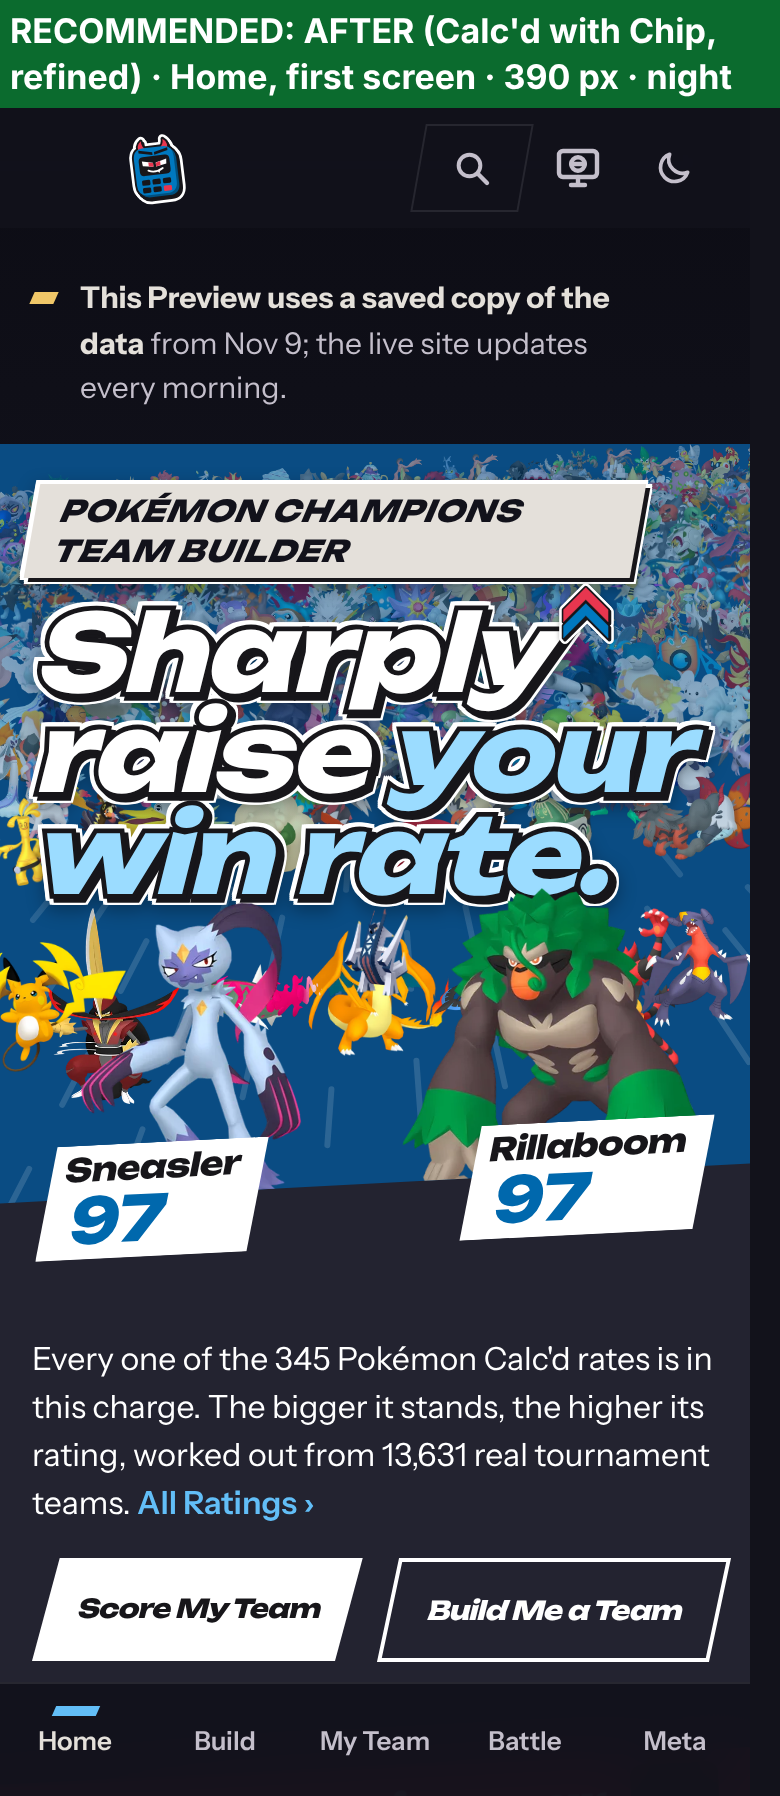 RECOMMENDED: AFTER (Calc'd with Chip,
refined) · Home, first screen · 390 px · night
This Preview uses a saved copy of the
data from Nov 9; the live site updates
every morning.
POKÉMON CHAMPIONS
TEAM BUILDER
Sharply
raise your
win rate.
Sneasler
97
Rillaboom
97
Every one of the 345 Pokémon Calc'd rates is in
this charge. The bigger it stands, the higher its
rating, worked out from 13,631 real tournament
teams. All Ratings ›
Score My Team
Build Me a Team
Home
Build
My Team
Battle
Meta